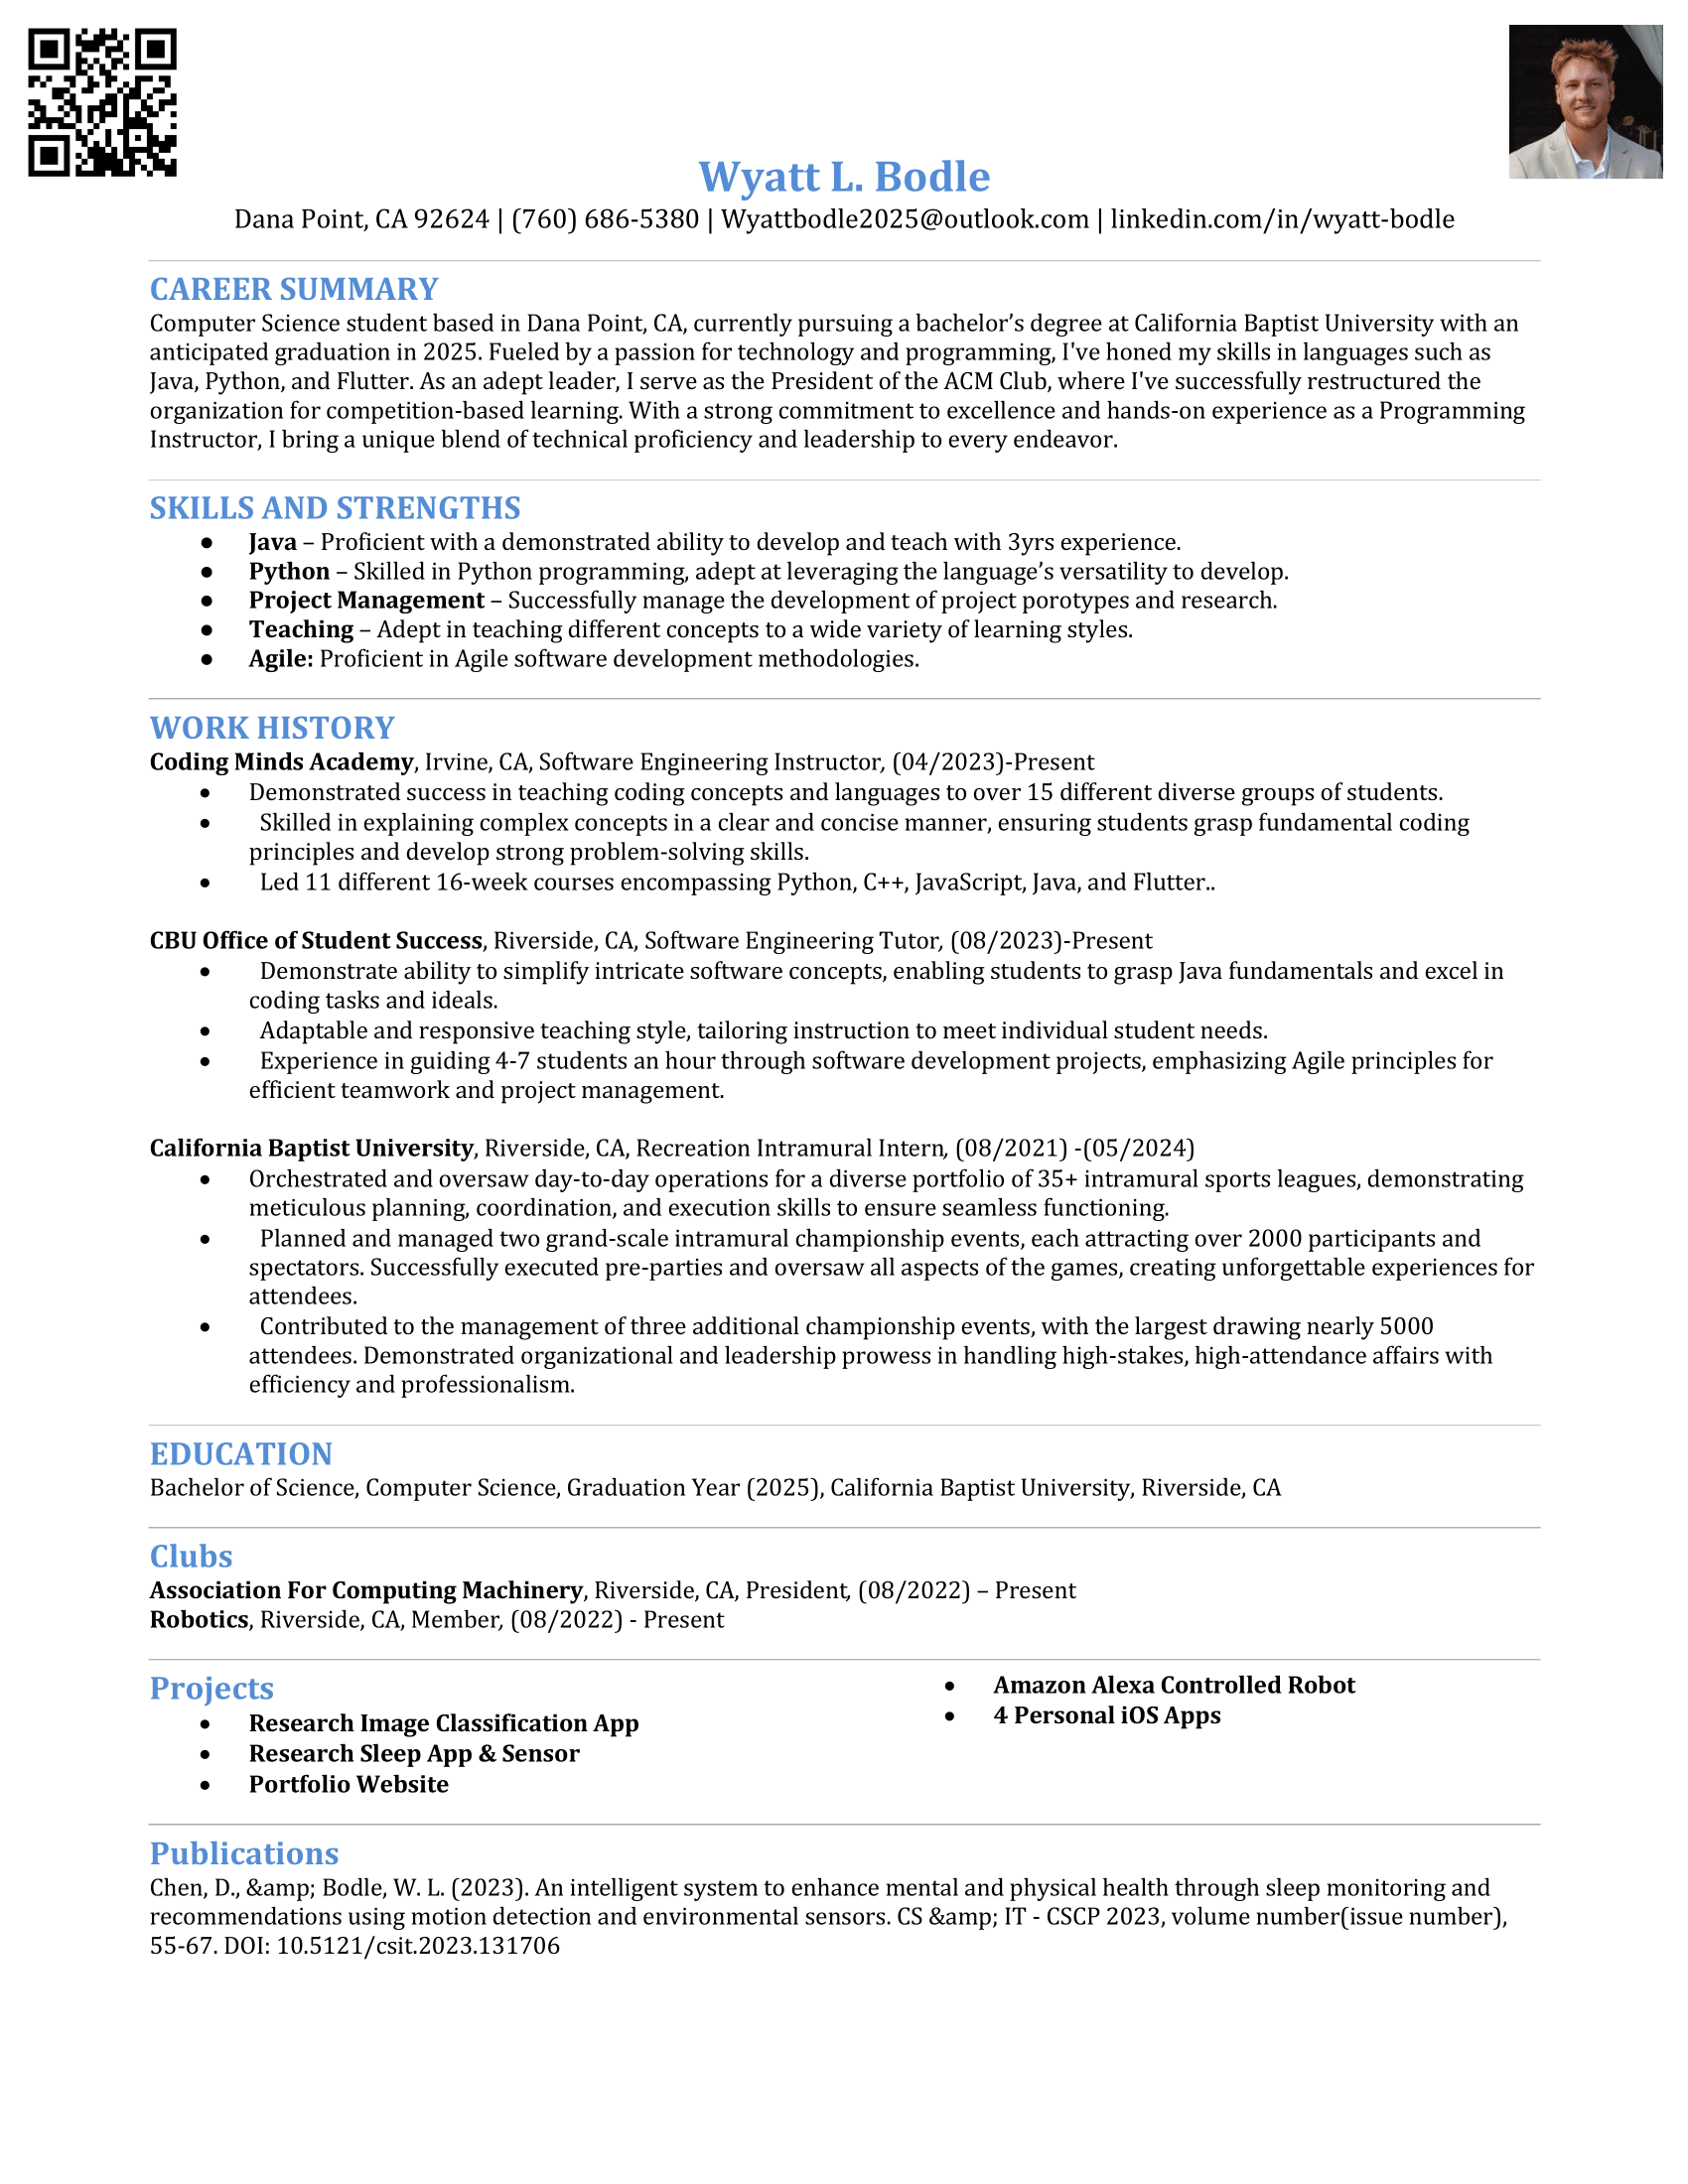 Wyatt L. Bodle
Dana Point, CA 92624 | (760) 686-5380 | Wyattbodle2025@outlook.com | linkedin.com/in/wyatt-bodle
CAREER SUMMARY
Computer Science student based in Dana Point, CA, currently pursuing a bachelor’s degree at California Baptist University with an
anticipated graduation in 2025. Fueled by a passion for technology and programming, I've honed my skills in languages such as
Java, Python, and Flutter. As an adept leader, I serve as the President of the ACM Club, where I've successfully restructured the
organization for competition-based learning. With a strong commitment to excellence and hands-on experience as a Programming
Instructor, I bring a unique blend of technical proficiency and leadership to every endeavor.
SKILLS AND STRENGTHS
● Java – Proficient with a demonstrated ability to develop and teach with 3yrs experience.
● Python – Skilled in Python programming, adept at leveraging the language’s versatility to develop.
● Project Management – Successfully manage the development of project porotypes and research.
● Teaching – Adept in teaching different concepts to a wide variety of learning styles.
● Agile: Proficient in Agile software development methodologies.
WORK HISTORY
Coding Minds Academy, Irvine, CA, Software Engineering Instructor, (04/2023)-Present
• Demonstrated success in teaching coding concepts and languages to over 15 different diverse groups of students.
• Skilled in explaining complex concepts in a clear and concise manner, ensuring students grasp fundamental coding
principles and develop strong problem-solving skills.
• Led 11 different 16-week courses encompassing Python, C++, JavaScript, Java, and Flutter..
CBU Office of Student Success, Riverside, CA, Software Engineering Tutor, (08/2023)-Present
• Demonstrate ability to simplify intricate software concepts, enabling students to grasp Java fundamentals and excel in
coding tasks and ideals.
• Adaptable and responsive teaching style, tailoring instruction to meet individual student needs.
• Experience in guiding 4-7 students an hour through software development projects, emphasizing Agile principles for
efficient teamwork and project management.
California Baptist University, Riverside, CA, Recreation Intramural Intern, (08/2021) -(05/2024)
• Orchestrated and oversaw day-to-day operations for a diverse portfolio of 35+ intramural sports leagues, demonstrating
meticulous planning, coordination, and execution skills to ensure seamless functioning.
• Planned and managed two grand-scale intramural championship events, each attracting over 2000 participants and
spectators. Successfully executed pre-parties and oversaw all aspects of the games, creating unforgettable experiences for
attendees.
• Contributed to the management of three additional championship events, with the largest drawing nearly 5000
attendees. Demonstrated organizational and leadership prowess in handling high-stakes, high-attendance affairs with
efficiency and professionalism.
EDUCATION
Bachelor of Science, Computer Science, Graduation Year (2025), California Baptist University, Riverside, CA
Clubs
Association For Computing Machinery, Riverside, CA, President, (08/2022) – Present
Robotics, Riverside, CA, Member, (08/2022) - Present
Projects
• Research Image Classification App
• Research Sleep App & Sensor
• Portfolio Website
• Amazon Alexa Controlled Robot
• 4 Personal iOS Apps
Publications
Chen, D., &amp; Bodle, W. L. (2023). An intelligent system to enhance mental and physical health through sleep monitoring and
recommendations using motion detection and environmental sensors. CS &amp; IT - CSCP 2023, volume number(issue number),
55-67. DOI: 10.5121/csit.2023.131706